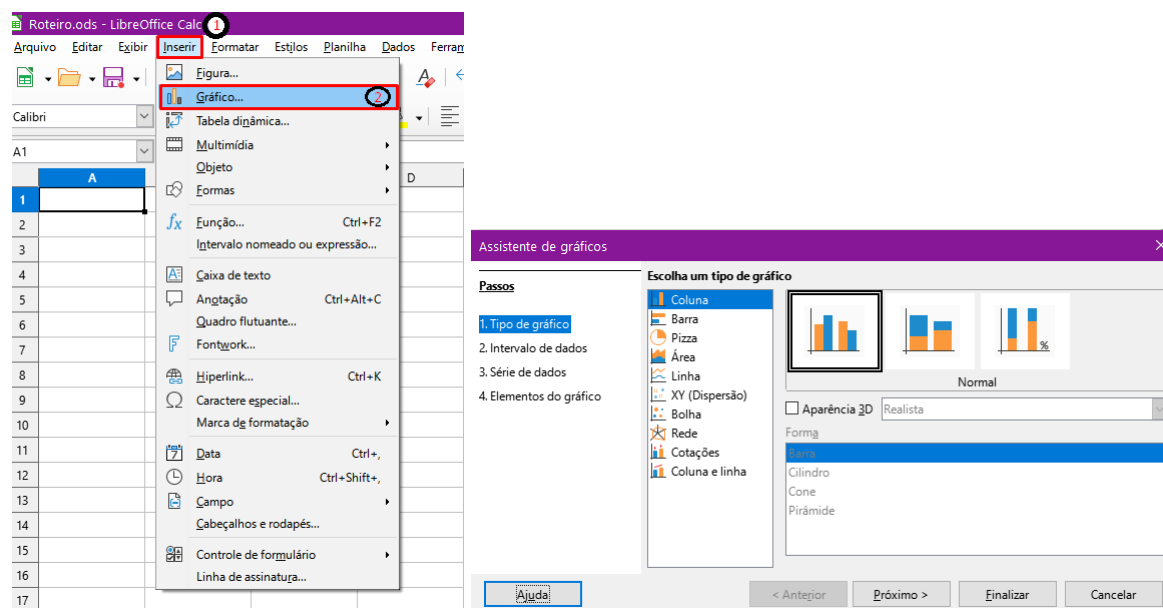 Roteiro.ods - LibreOffice Calc
1
Arquivo Editar Exibir Inserir Formatar Estilos Planilha Dados Ferram
Calibri
A1
A
D
1
2
3
4
5
6
7
8
9
10
11
12
13
14
15
16
17
Figura...
Gráfico...
2
Tabela dinâmica...
Multimídia
Objeto
Formas
Função... Ctrl+F2
Intervalo nomeado ou expressão...
Caixa de texto
Anotação Ctrl+Alt+C
Quadro flutuante...
Fontwork...
Hiperlink... Ctrl+K
Caractere especial...
Marca de formatação
Data Ctrl+,
Hora Ctrl+Shift+,
Campo
Cabeçalhos e rodapés...
Controle de formulário
Linha de assinatura...
Assistente de gráficos
Passos
1. Tipo de gráfico
2. Intervalo de dados
3. Série de dados
4. Elementos do gráfico
Escolha um tipo de gráfico
Coluna
Barra
Pizza
Área
Linha
XY (Dispersão)
Bolha
Rede
Cotações
Coluna e linha
%
Normal
Aparência 3D Realista
Forma
Barra
Cilindro
Cone
Pirâmide
Ajuda < Anterior Próximo > Finalizar Cancelar